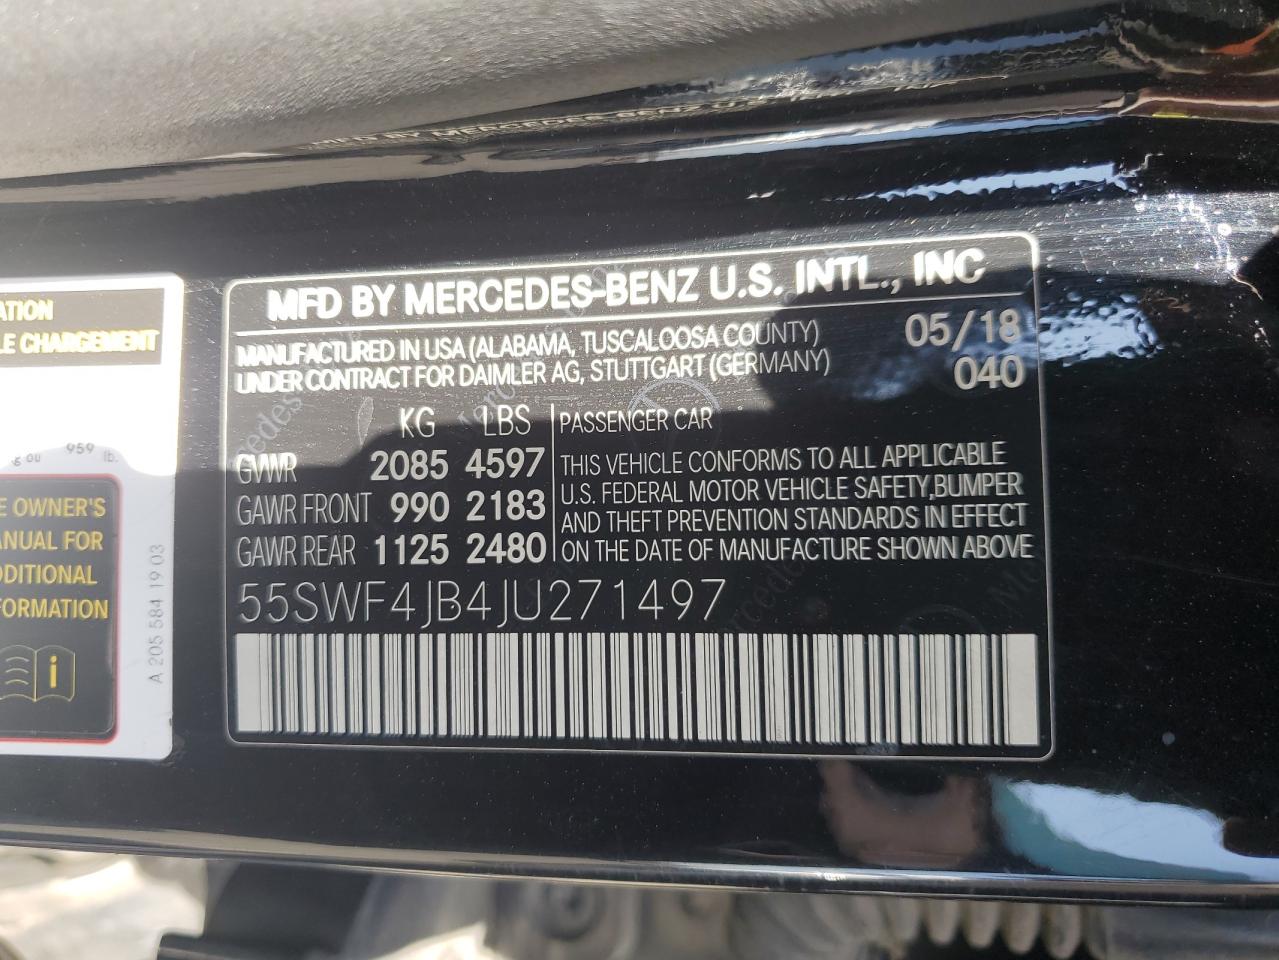 MFD BY MERCEDES-BENZ U.S. INTL., INC
MANUFACTURED IN USA (ALABAMA, TUSCALOOSA COUNTY) 05/18
UNDER CONTRACT FOR DAIMLER AG, STUTTGART (GERMANY) 040
KG LBS
GVWR 2085 4597
GAWR FRONT 990 2183
GAWR REAR 1125 2480
PASSENGER CAR
THIS VEHICLE CONFORMS TO ALL APPLICABLE
U.S. FEDERAL MOTOR VEHICLE SAFETY, BUMPER
AND THEFT PREVENTION STANDARDS IN EFFECT
ON THE DATE OF MANUFACTURE SHOWN ABOVE
55SWF4JB4JU271497
ATION
LE CHARGEMENT
g ou 959 lb.
E OWNER'S
ANUAL FOR
DDITIONAL
FORMATION
i
A 205 584 19 03